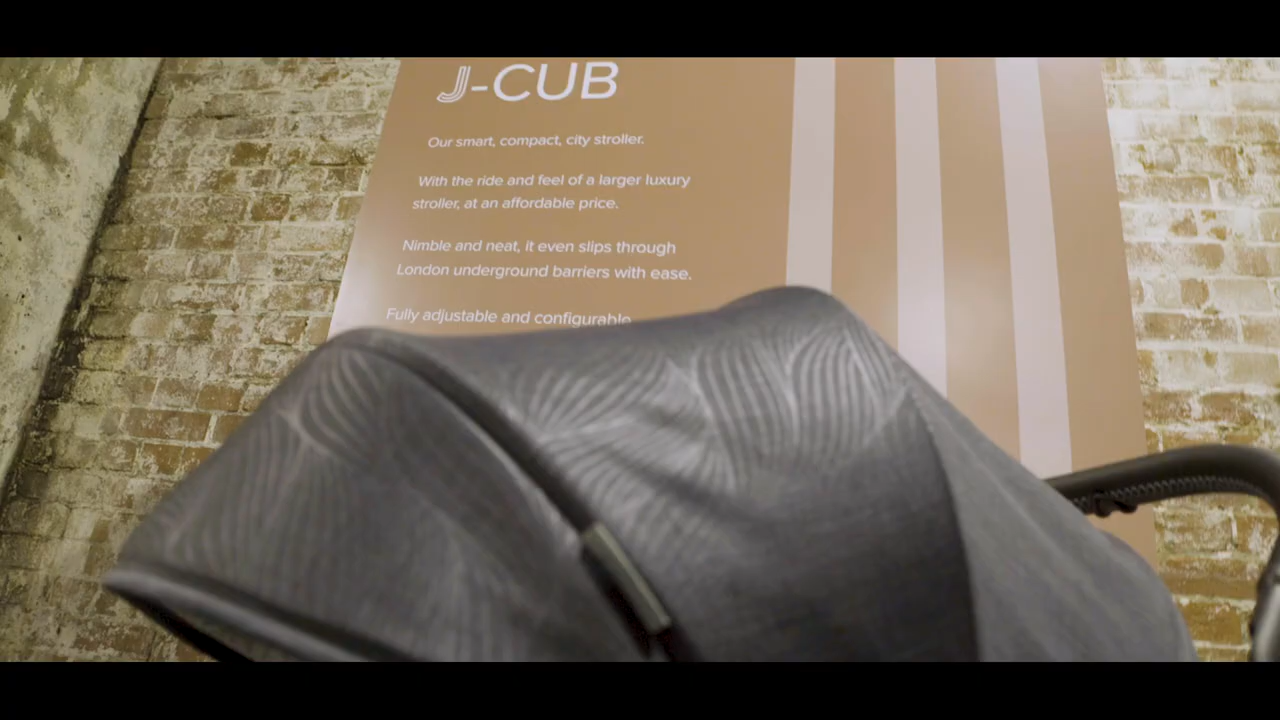 J-CUB
Our smart, compact, city stroller.
With the ride and feel of a larger luxury
stroller, at an affordable price.
Nimble and neat, it even slips through
London underground barriers with ease.
Fully adjustable and configurable